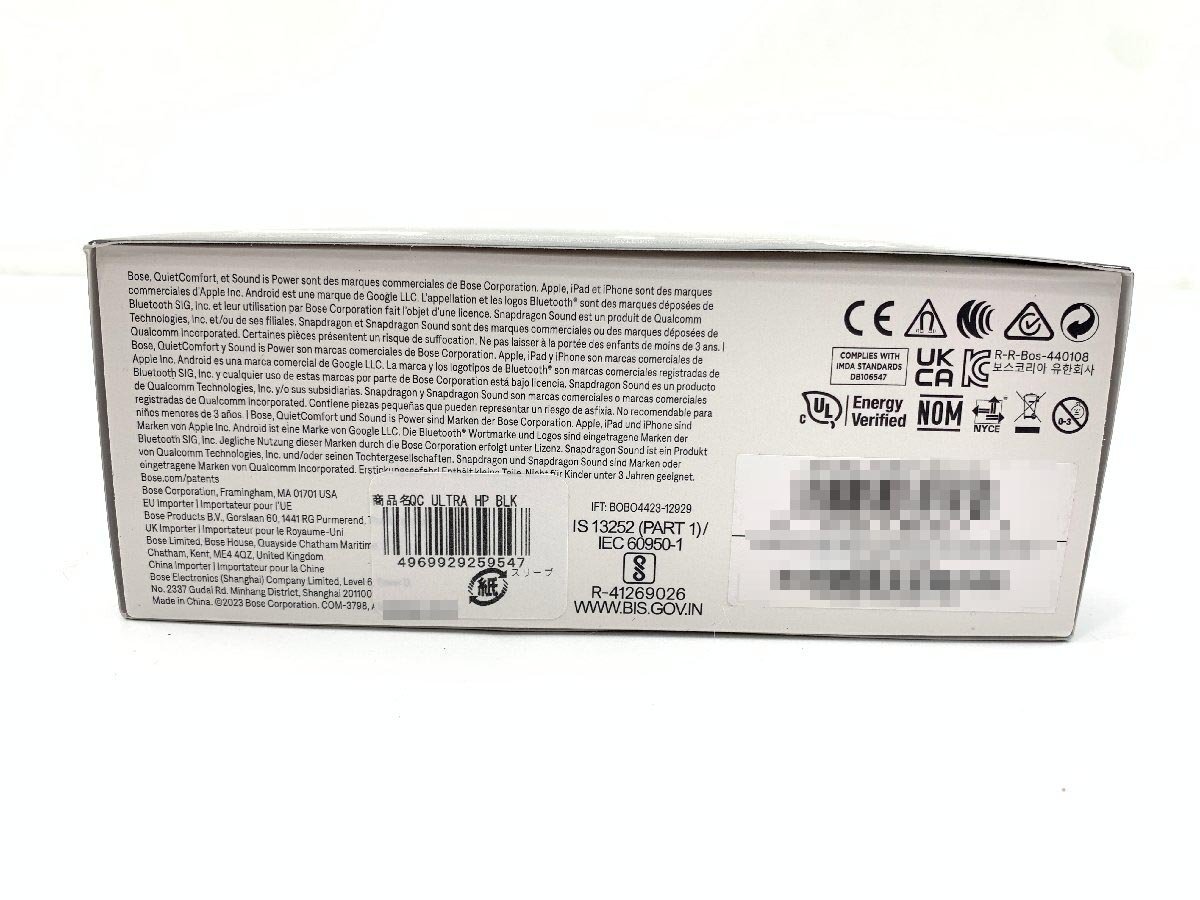 Bose, QuietComfort, et Sound is Power sont des marques commerciales de Bose Corporation. Apple, iPad et iPhone sont des marques
commerciales d'Apple Inc. Android est une marque de Google LLC. L'appellation et les logos Bluetooth® sont des marques déposées de
Bluetooth SIG, Inc. et leur utilisation par Bose Corporation fait l'objet d'une licence. Snapdragon Sound est un produit de Qualcomm
Technologies, Inc. et/ou de ses filiales. Snapdragon et Snapdragon Sound sont des marques commerciales ou des marques déposées de
Qualcomm Incorporated. Certaines pièces présentent un risque de suffocation. Ne pas laisser à la portée des enfants de moins de 3 ans. |
Bose, QuietComfort y Sound is Power son marcas comerciales de Bose Corporation. Apple, iPad y iPhone son marcas comerciales de
Apple Inc. Android es una marca comercial de Google LLC. La marca y los logotipos de Bluetooth® son marcas comerciales registradas de
Bluetooth SIG, Inc. y cualquier uso de estas marcas por parte de Bose Corporation está bajo licencia. Snapdragon Sound es un producto
de Qualcomm Technologies, Inc. y/o sus subsidiarias. Snapdragon y Snapdragon Sound son marcas comerciales o marcas comerciales
registradas de Qualcomm Incorporated. Contiene piezas pequeñas que pueden representar un riesgo de asfixia. No recomendable para
niños menores de 3 años. | Bose, QuietComfort und Sound is Power sind Marken der Bose Corporation. Apple, iPad und iPhone sind
Marken von Apple Inc. Android ist eine Marke von Google LLC. Die Bluetooth® Wortmarke und Logos sind eingetragene Marken der
Bluetooth SIG, Inc. Jegliche Nutzung dieser Marken durch die Bose Corporation erfolgt unter Lizenz. Snapdragon Sound ist ein Produkt
von Qualcomm Technologies, Inc. und/oder seinen Tochtergesellschaften. Snapdragon und Snapdragon Sound sind Marken oder
eingetragene Marken von Qualcomm Incorporated. Erstickungsgefahr! Enthält kleine Teile. Nicht für Kinder unter 3 Jahren geeignet.
Bose.com/patents
Bose Corporation, Framingham, MA 01701 USA
EU Importer | Importateur pour l'UE
Bose Products B.V., Gorslaan 60, 1441 RG Purmerend,
UK Importer | Importateur pour le Royaume-Uni
Bose Limited, Bose House, Quayside Chatham Maritim
Chatham, Kent, ME4 4QZ, United Kingdom
China Importer | Importateur pour la Chine
Bose Electronics (Shanghai) Company Limited, Level 6
No. 2337 Gudai Rd. Minhang District, Shanghai 201100
Made in China. ©2023 Bose Corporation. COM-3798,
商品名QC ULTRA HP BLK
4969929259547
紙 スリーブ
IFT: BOBO4423-12929
IS 13252 (PART 1)/
IEC 60950-1
R-41269026
WWW.BIS.GOV.IN
CE
COMPLIES WITH
IMDA STANDARDS
DB106547
UK
CA
R-R-Bos-440108
보스코리아 유한회사
c UL Energy
Verified
NOM
NYCE
0-3